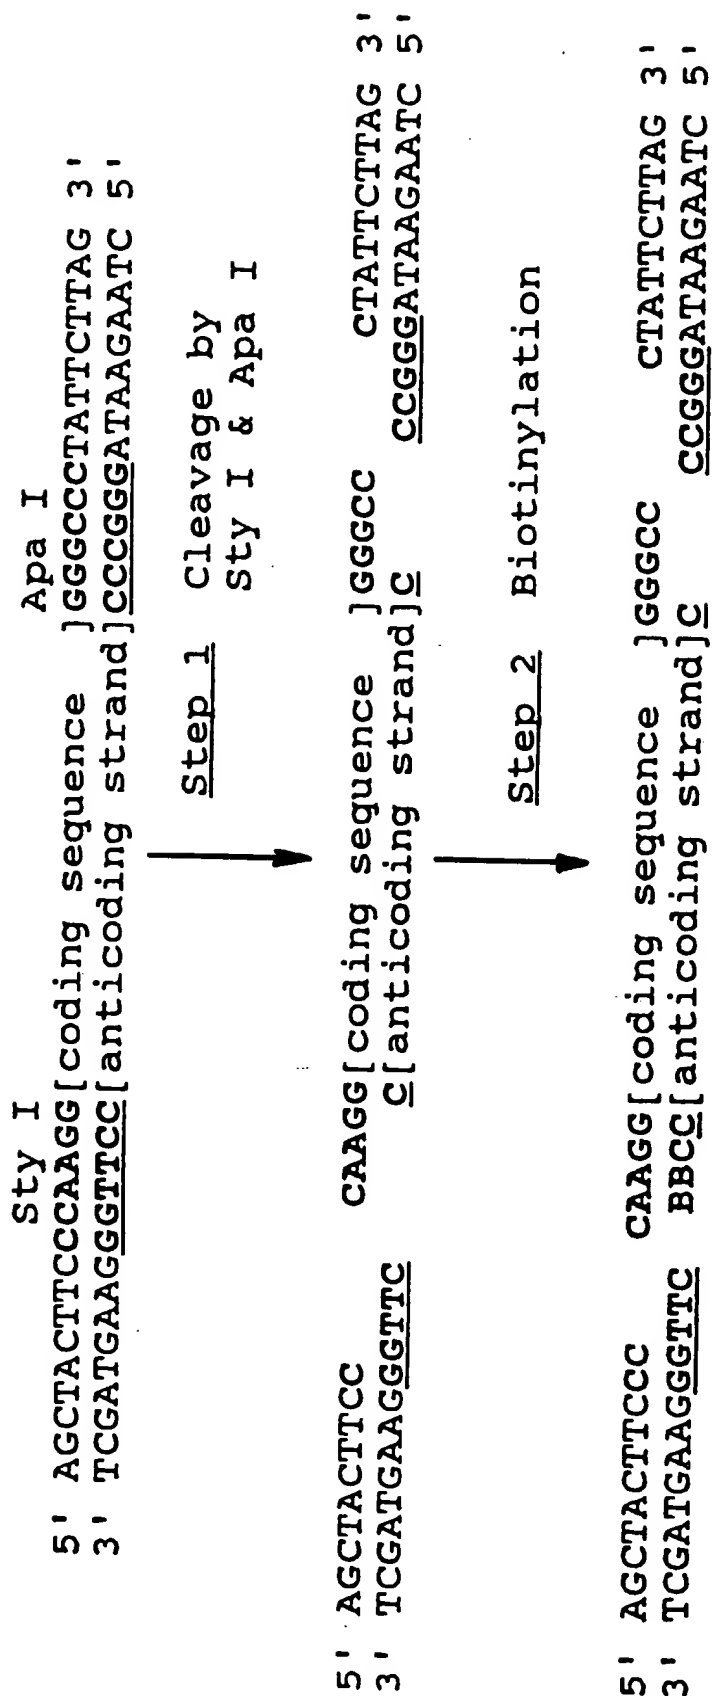 Sty I Apa I
5' AGCTACTTCCCAAGG[coding sequence ]GGGCCCTATTCTTAG 3'
3' TCGATGAAGGGTTCC[anticoding strand]CCCGGGATAAGAATC 5'
Step 1 Cleavage by
Sty I & Apa I
5' AGCTACTTCC CAAGG[coding sequence ]GGGCC CTATTCTTAG 3'
3' TCGATGAAGGGTTC C[anticoding strand]C CCGGGATAAGAATC 5'
Step 2 Biotinylation
5' AGCTACTTCCC CAAGG[coding sequence ]GGGCC CTATTCTTAG 3'
3' TCGATGAAGGGTTC BBCC[anticoding strand]C CCGGGATAAGAATC 5'